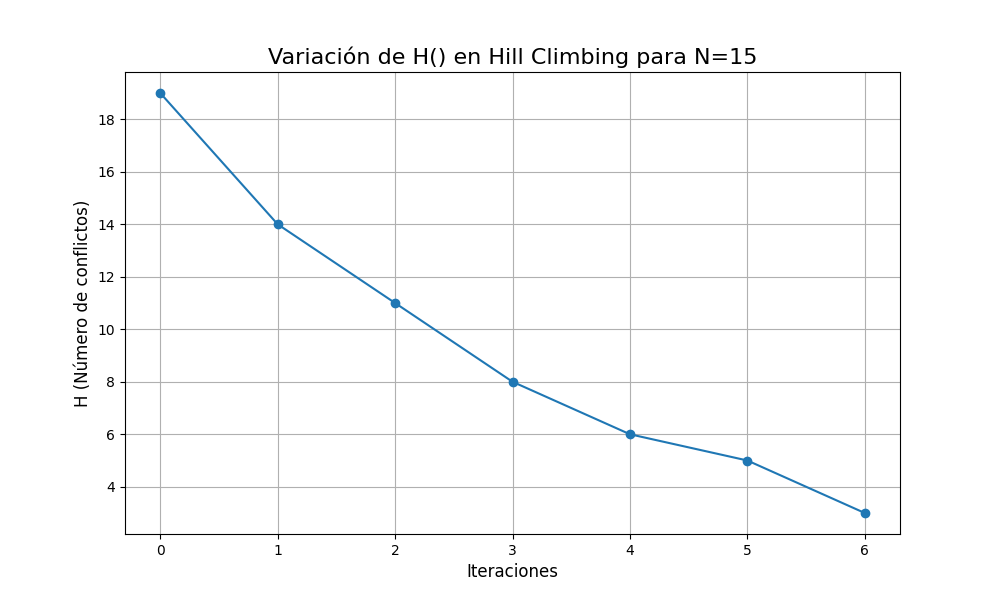 Variación de H() en Hill Climbing para N=15
H (Número de conflictos)
18
16
14
12
10
8
6
4
0 1 2 3 4 5 6
Iteraciones